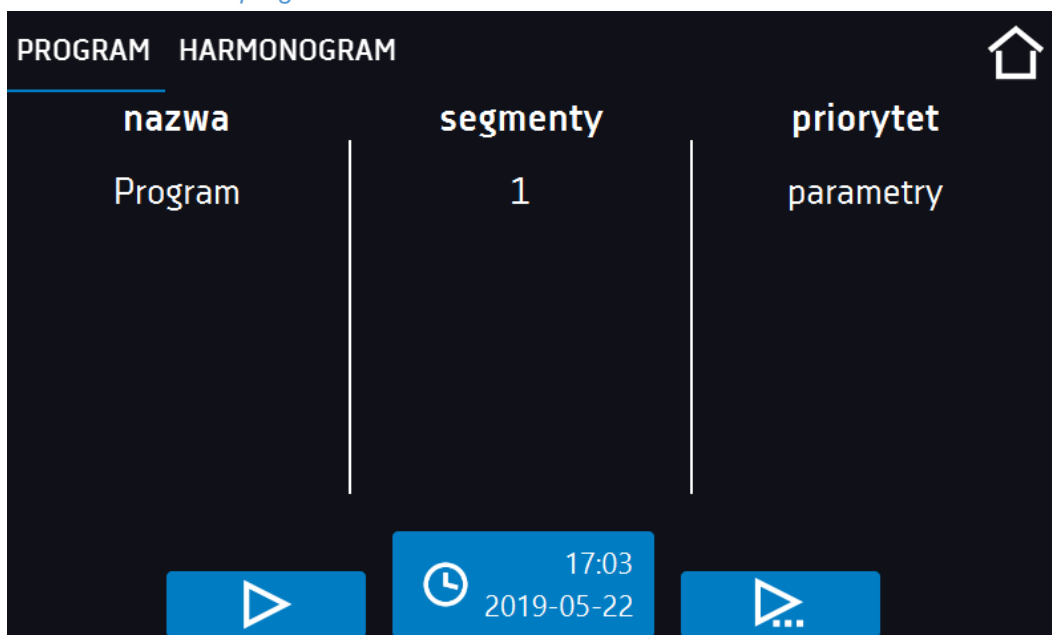 PROGRAM HARMONOGRAM
nazwa segmenty priorytet
Program 1 parametry
17:03
2019-05-22